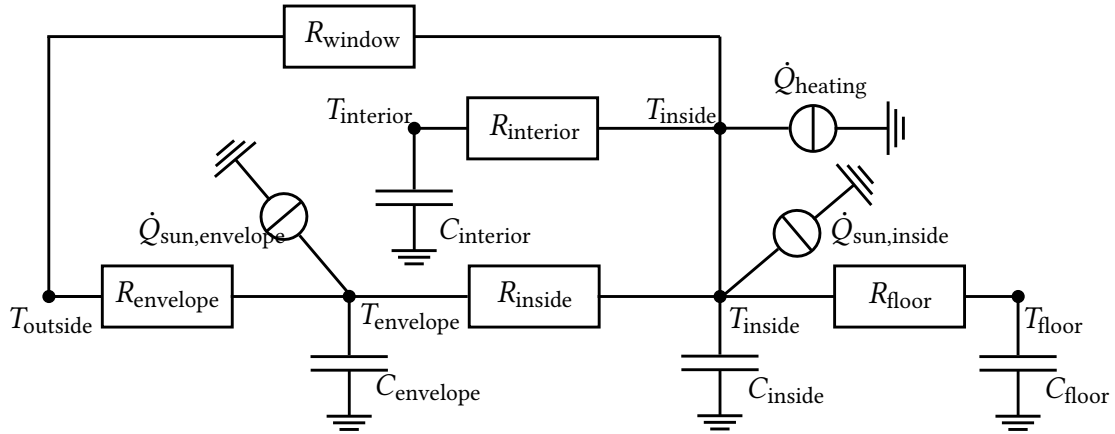 R_window
Q̇_heating
T_interior
R_interior
T_inside
C_interior
Q̇_sun,envelope
Q̇_sun,inside
R_envelope
R_inside
R_floor
T_outside
T_envelope
T_inside
T_floor
C_envelope
C_inside
C_floor